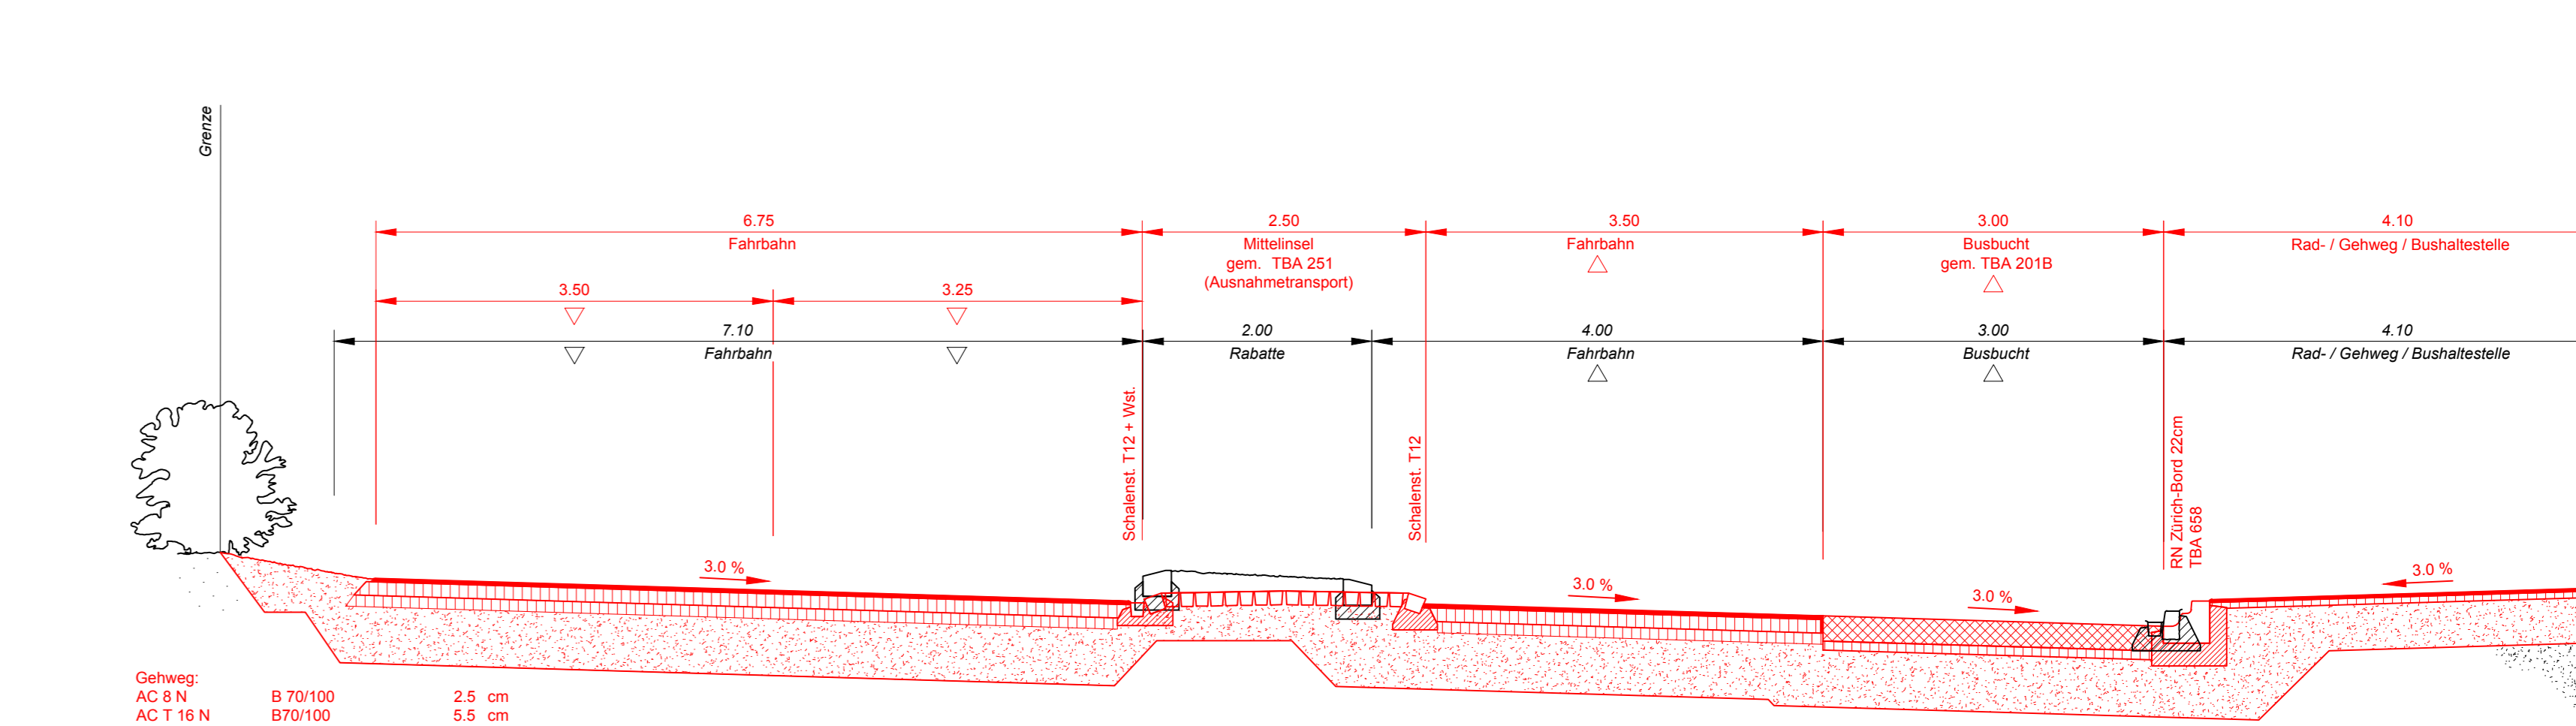 Grenze
6.75
Fahrbahn
2.50
Mittelinsel
gem. TBA 251
(Ausnahmetransport)
3.50
Fahrbahn
3.00
Busbucht
gem. TBA 201B
4.10
Rad- / Gehweg / Bushaltestelle
3.50
3.25
7.10
Fahrbahn
2.00
Rabatte
4.00
Fahrbahn
3.00
Busbucht
4.10
Rad- / Gehweg / Bushaltestelle
Schalenst. T12 + Wst.
Schalenst. T12
RN Zürich-Bord 22cm
TBA 658
3.0 %
3.0 %
3.0 %
3.0 %
Gehweg:
AC 8 N B 70/100 2.5 cm
AC T 16 N B70/100 5.5 cm